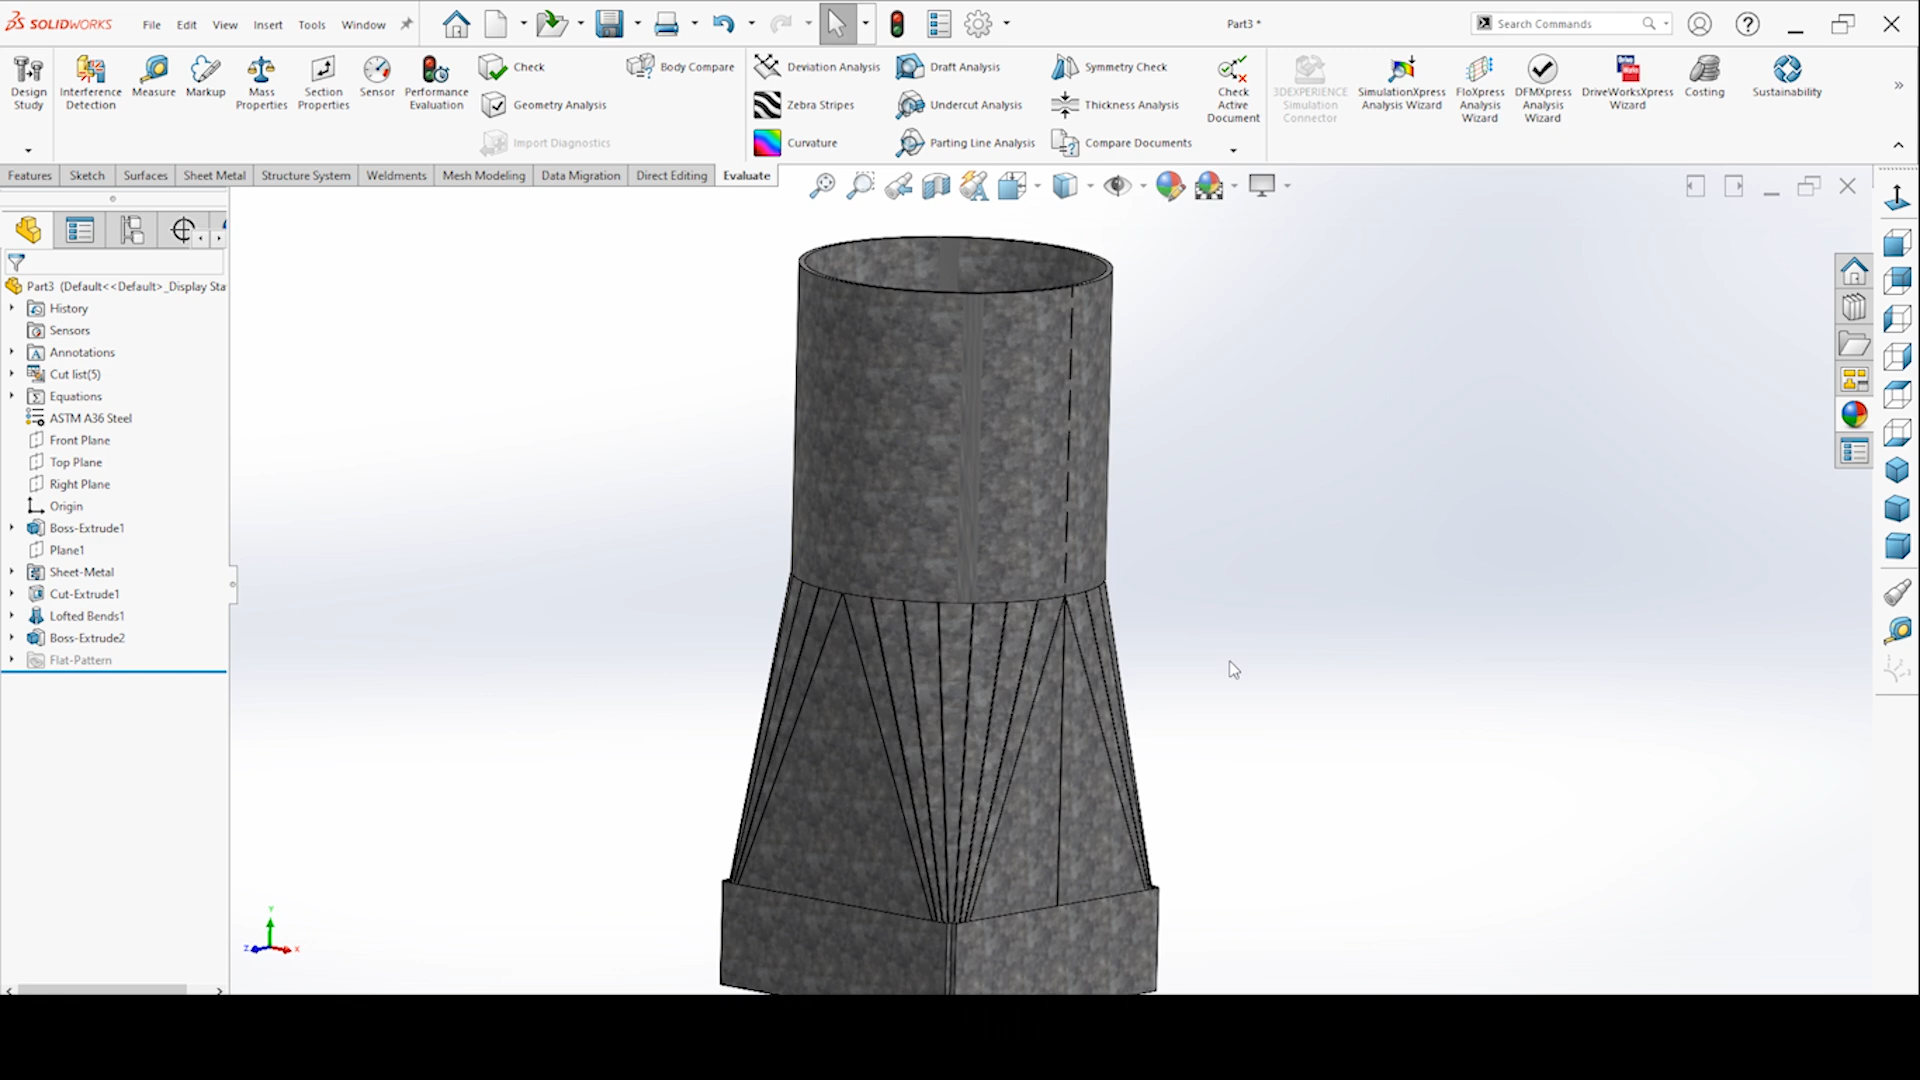 SOLIDWORKS File Edit View Insert Tools Window Part3 * Search Commands
Design Study
Interference Detection
Measure
Markup
Mass Properties
Section Properties
Sensor
Performance Evaluation
Check
Geometry Analysis
Import Diagnostics
Body Compare
Deviation Analysis
Zebra Stripes
Curvature
Draft Analysis
Undercut Analysis
Parting Line Analysis
Symmetry Check
Thickness Analysis
Compare Documents
Check Active Document
3DEXPERIENCE Simulation Connector
SimulationXpress Analysis Wizard
FloXpress Analysis Wizard
DFMXpress Analysis Wizard
DriveWorksXpress Wizard
Costing
Sustainability
Features Sketch Surfaces Sheet Metal Structure System Weldments Mesh Modeling Data Migration Direct Editing Evaluate
Part3 (Default<<Default>_Display Sta
History
Sensors
Annotations
Cut list(5)
Equations
ASTM A36 Steel
Front Plane
Top Plane
Right Plane
Origin
Boss-Extrude1
Plane1
Sheet-Metal
Cut-Extrude1
Lofted Bends1
Boss-Extrude2
Flat-Pattern
Y
Z X